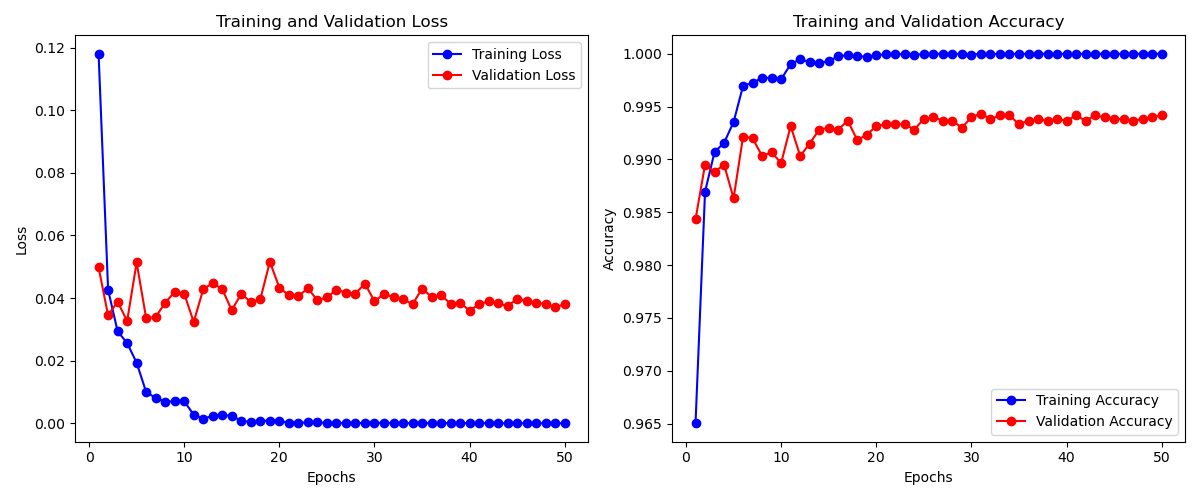 Training and Validation Loss
Training Loss
Validation Loss
0.12
0.10
0.08
0.06
0.04
0.02
0.00
Loss
0
10
20
30
40
50
Epochs
Training and Validation Accuracy
1.000
0.995
0.990
0.985
0.980
0.975
0.970
0.965
Accuracy
Training Accuracy
Validation Accuracy
0
10
20
30
40
50
Epochs